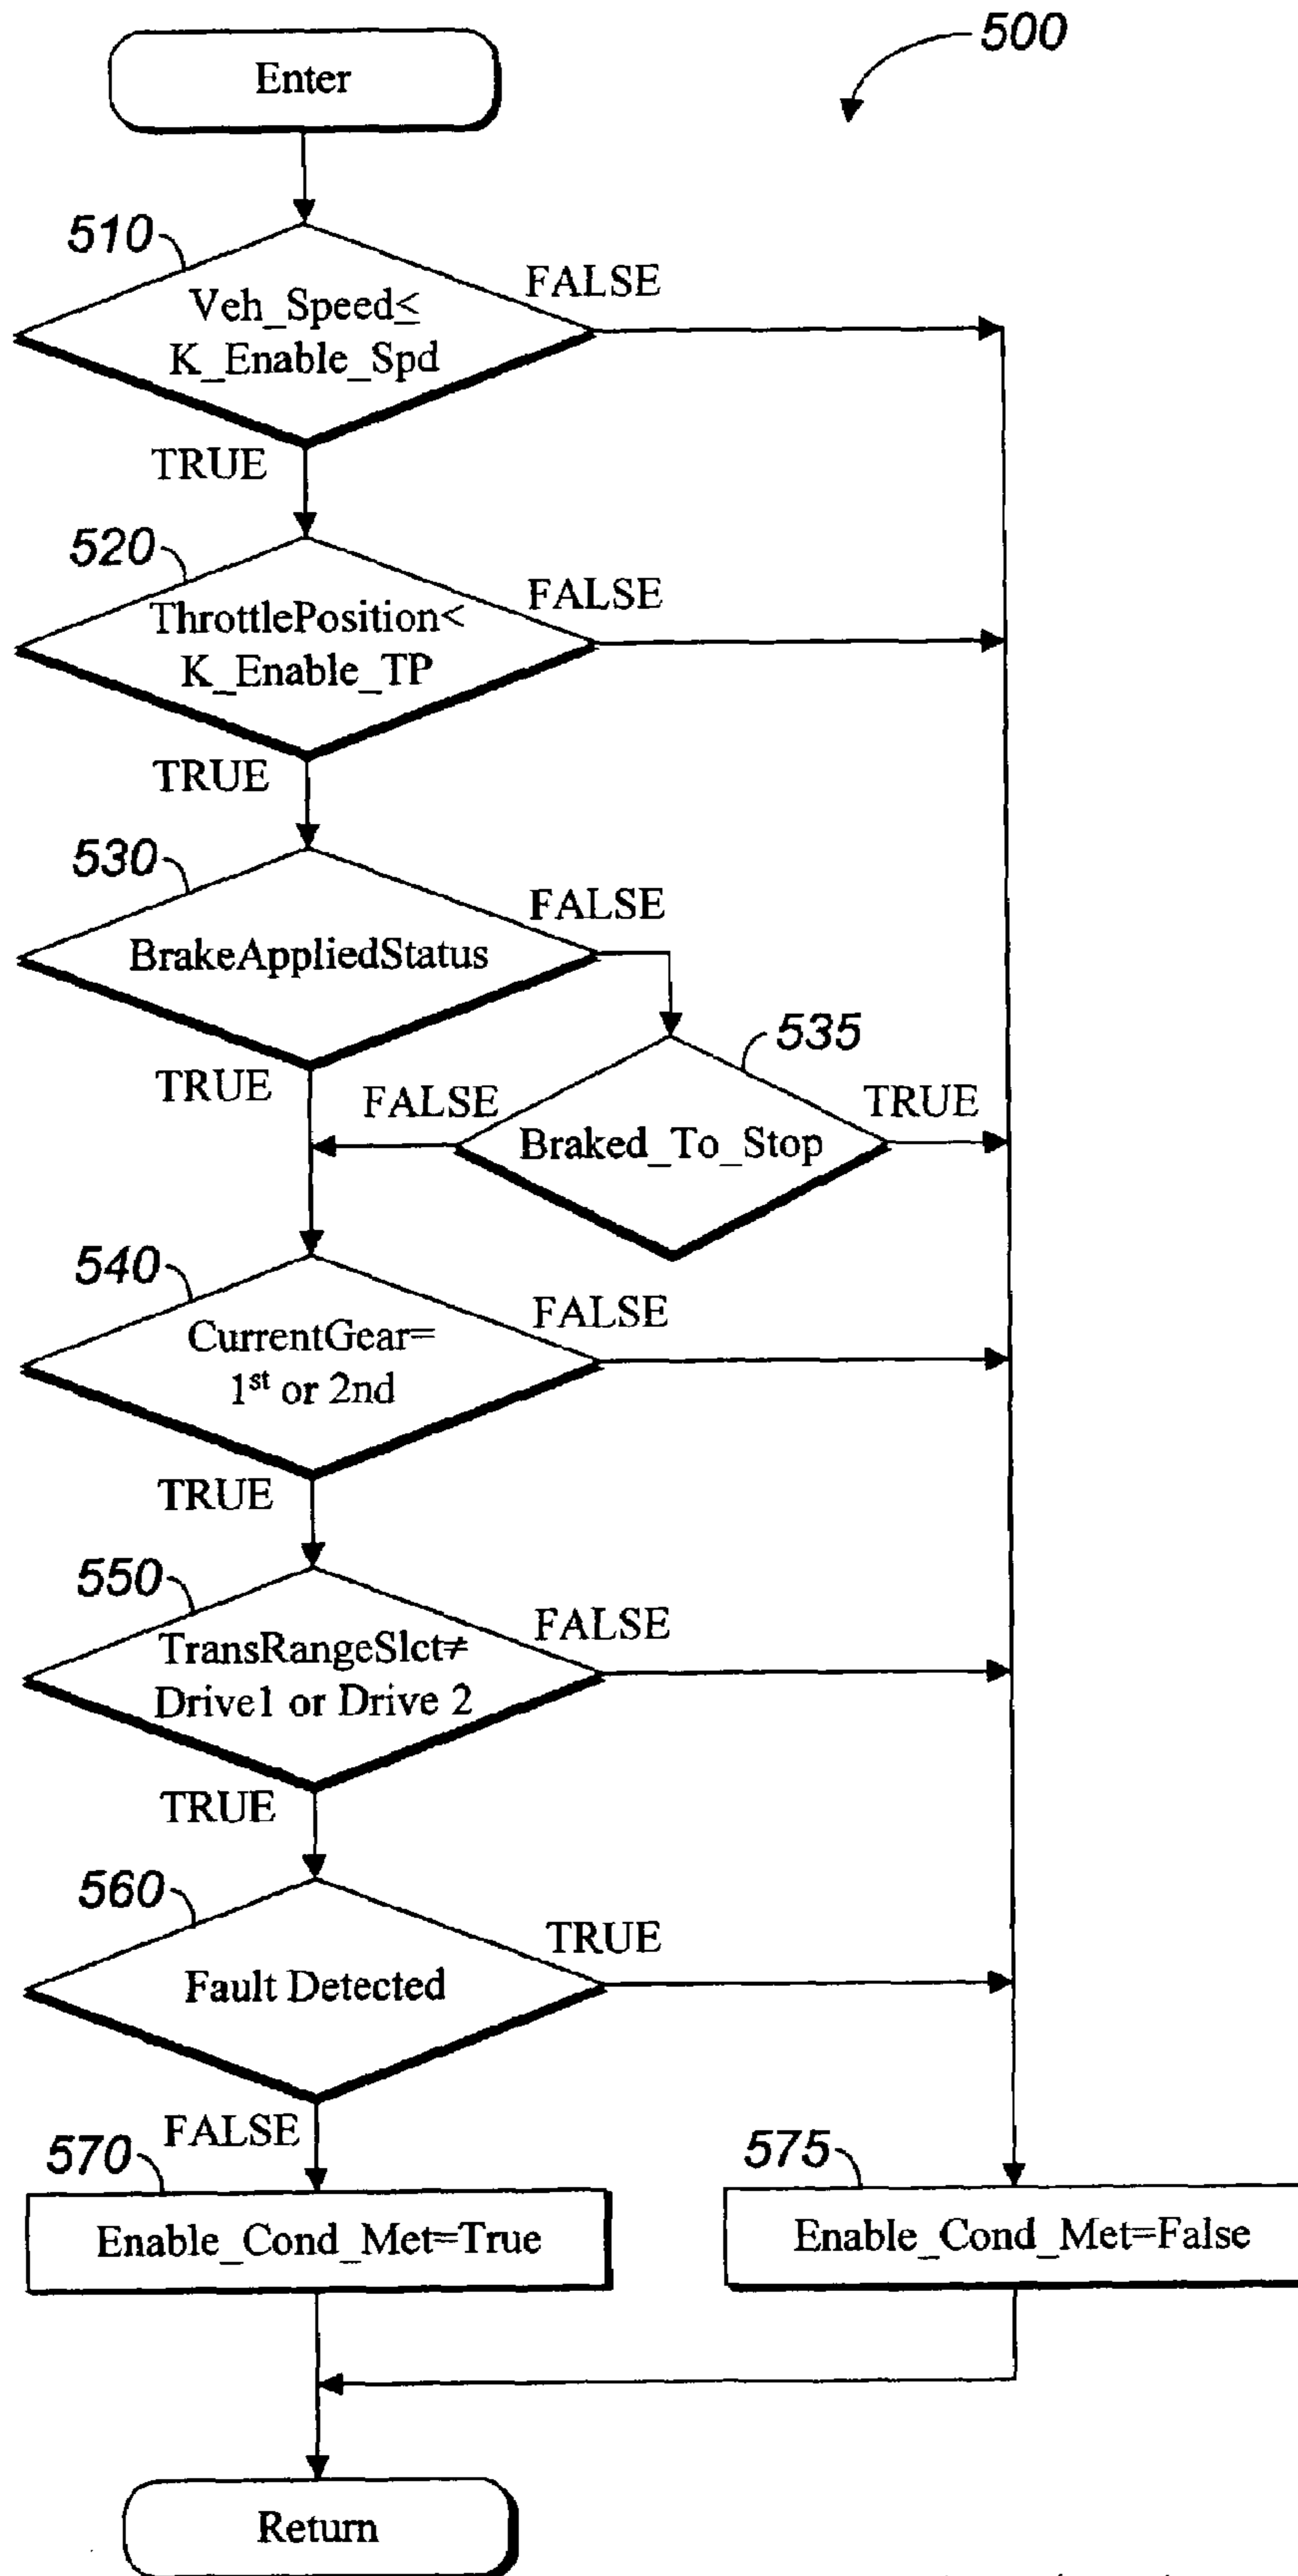 500
Enter
510
Veh_Speed≤
K_Enable_Spd
FALSE
TRUE
520
ThrottlePosition<
K_Enable_TP
FALSE
TRUE
530
BrakeAppliedStatus
FALSE
TRUE
535
Braked_To_Stop
FALSE
TRUE
540
CurrentGear=
1st or 2nd
FALSE
TRUE
550
TransRangeSlct≠
Drive1 or Drive 2
FALSE
TRUE
560
Fault Detected
TRUE
FALSE
570
Enable_Cond_Met=True
575
Enable_Cond_Met=False
Return